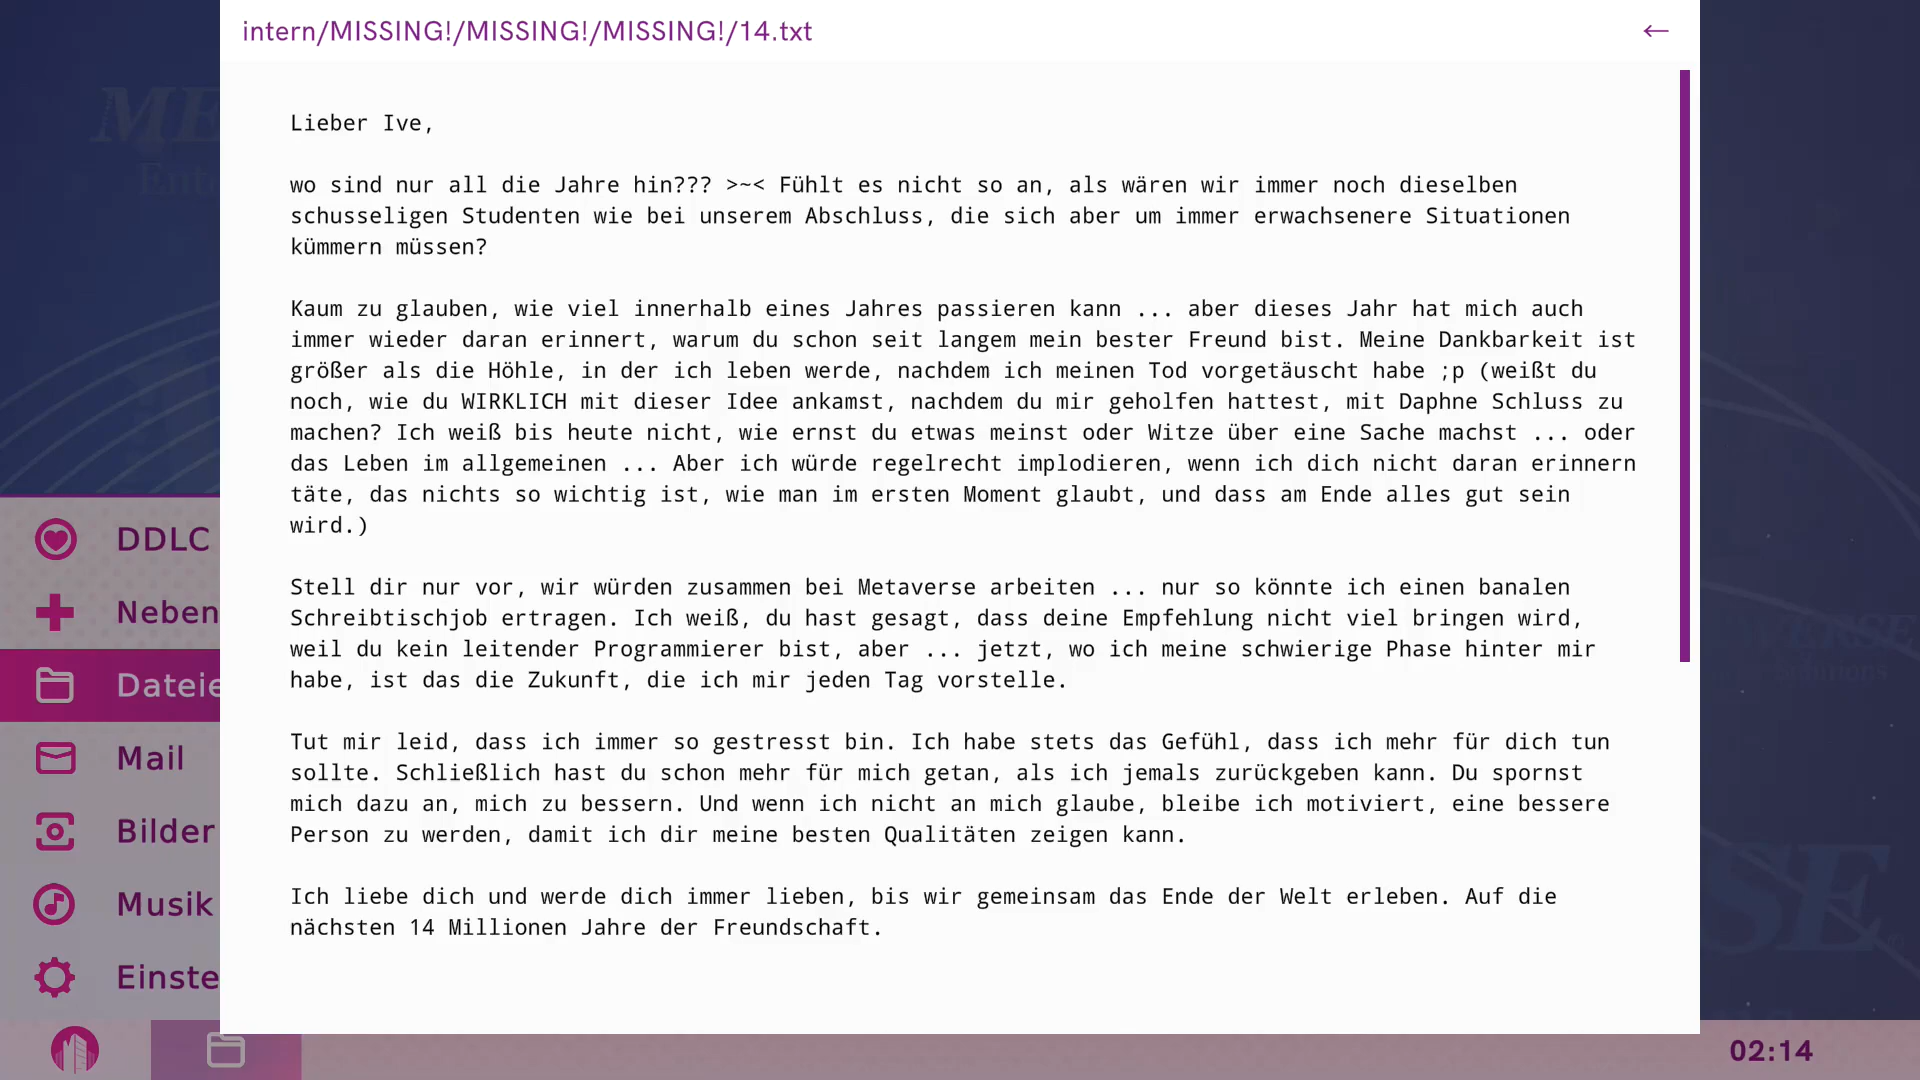 intern/MISSING!/MISSING!/MISSING!/14.txt
←
Lieber Ive,
wo sind nur all die Jahre hin??? >~< Fühlt es nicht so an, als wären wir immer noch dieselben
schusseligen Studenten wie bei unserem Abschluss, die sich aber um immer erwachsenere Situationen
kümmern müssen?
Kaum zu glauben, wie viel innerhalb eines Jahres passieren kann ... aber dieses Jahr hat mich auch
immer wieder daran erinnert, warum du schon seit langem mein bester Freund bist. Meine Dankbarkeit ist
größer als die Höhle, in der ich leben werde, nachdem ich meinen Tod vorgetäuscht habe ;p (weißt du
noch, wie du WIRKLICH mit dieser Idee ankamst, nachdem du mir geholfen hattest, mit Daphne Schluss zu
machen? Ich weiß bis heute nicht, wie ernst du etwas meinst oder Witze über eine Sache machst ... oder
das Leben im allgemeinen ... Aber ich würde regelrecht implodieren, wenn ich dich nicht daran erinnern
täte, das nichts so wichtig ist, wie man im ersten Moment glaubt, und dass am Ende alles gut sein
wird.)
Stell dir nur vor, wir würden zusammen bei Metaverse arbeiten ... nur so könnte ich einen banalen
Schreibtischjob ertragen. Ich weiß, du hast gesagt, dass deine Empfehlung nicht viel bringen wird,
weil du kein leitender Programmierer bist, aber ... jetzt, wo ich meine schwierige Phase hinter mir
habe, ist das die Zukunft, die ich mir jeden Tag vorstelle.
Tut mir leid, dass ich immer so gestresst bin. Ich habe stets das Gefühl, dass ich mehr für dich tun
sollte. Schließlich hast du schon mehr für mich getan, als ich jemals zurückgeben kann. Du spornst
mich dazu an, mich zu bessern. Und wenn ich nicht an mich glaube, bleibe ich motiviert, eine bessere
Person zu werden, damit ich dir meine besten Qualitäten zeigen kann.
Ich liebe dich und werde dich immer lieben, bis wir gemeinsam das Ende der Welt erleben. Auf die
nächsten 14 Millionen Jahre der Freundschaft.
DDLC
Neben
Dateie
Mail
Bilder
Musik
Einste
02:14